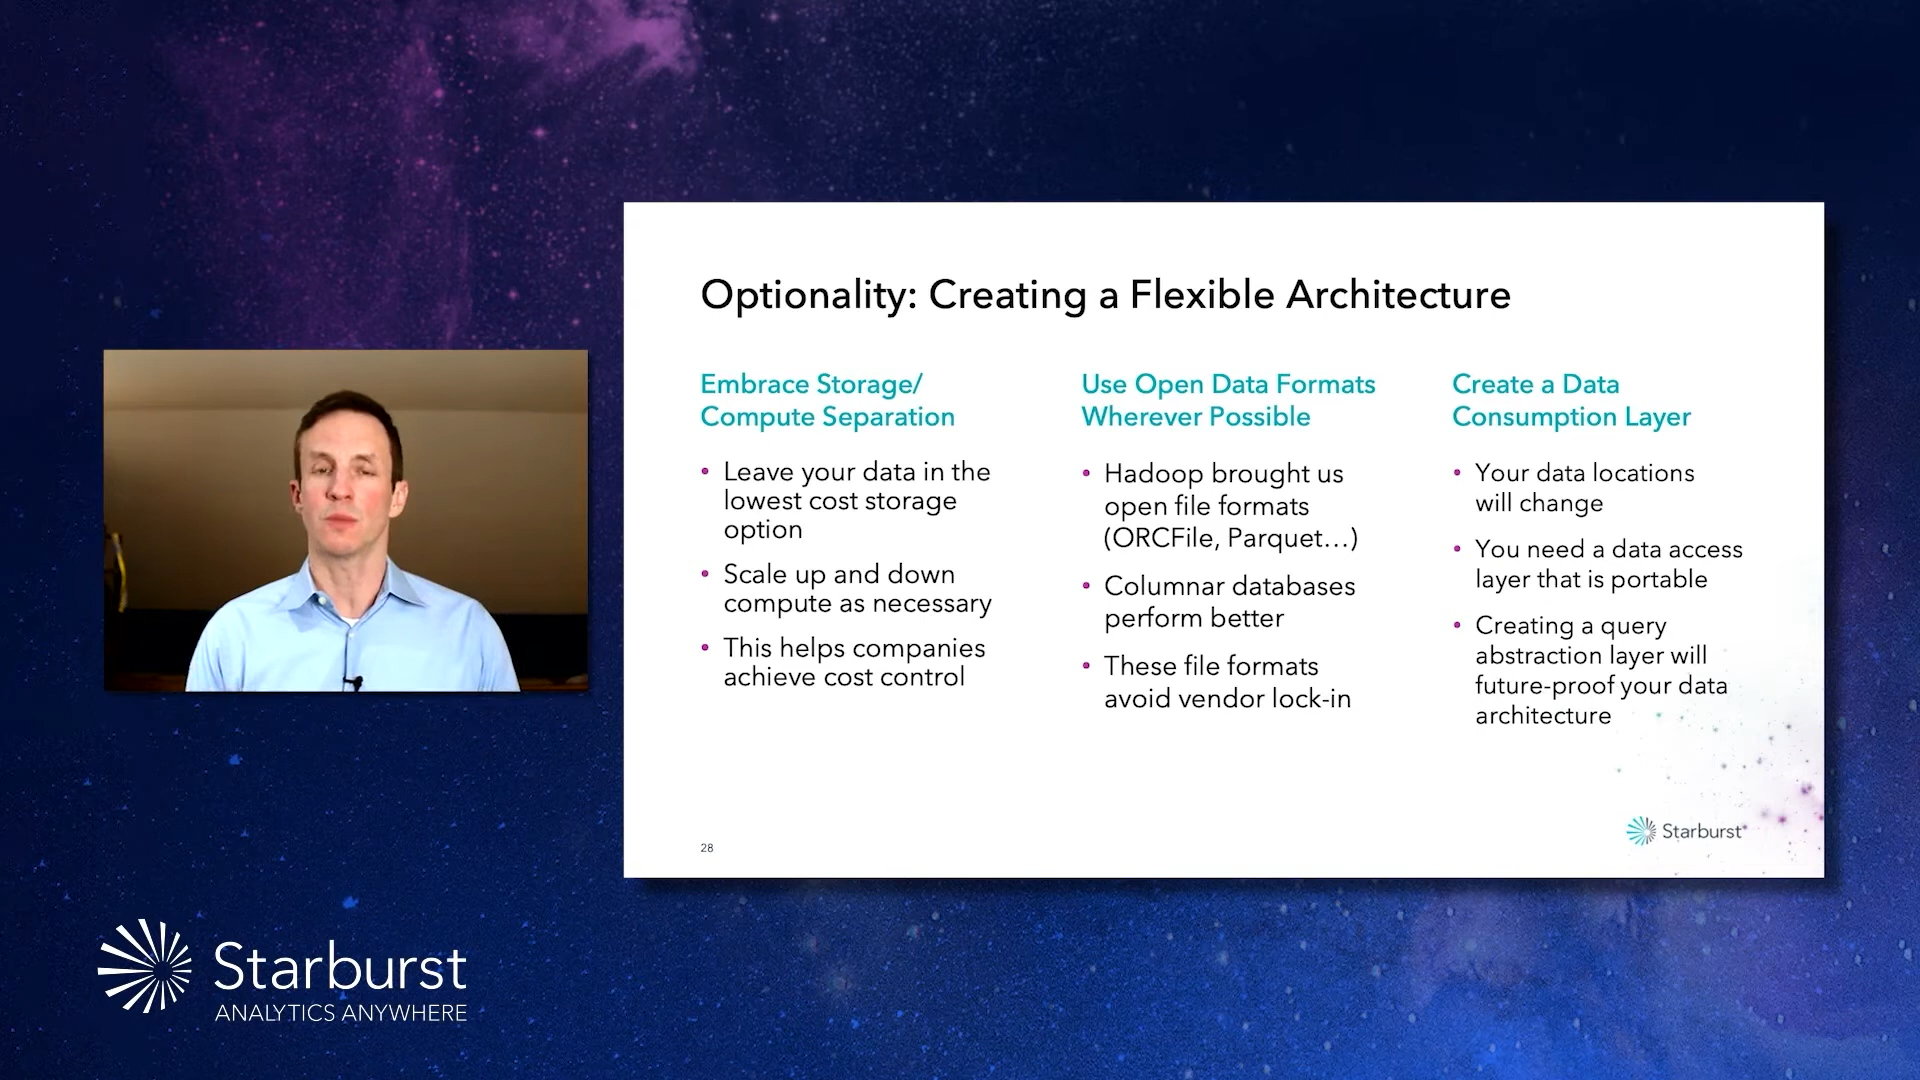 Optionality: Creating a Flexible Architecture
Embrace Storage/
Compute Separation
• Leave your data in the
lowest cost storage
option
• Scale up and down
compute as necessary
• This helps companies
achieve cost control
Use Open Data Formats
Wherever Possible
• Hadoop brought us
open file formats
(ORCFile, Parquet…)
• Columnar databases
perform better
• These file formats
avoid vendor lock-in
Create a Data
Consumption Layer
• Your data locations
will change
• You need a data access
layer that is portable
• Creating a query
abstraction layer will
future-proof your data
architecture
28
Starburst
Starburst
ANALYTICS ANYWHERE